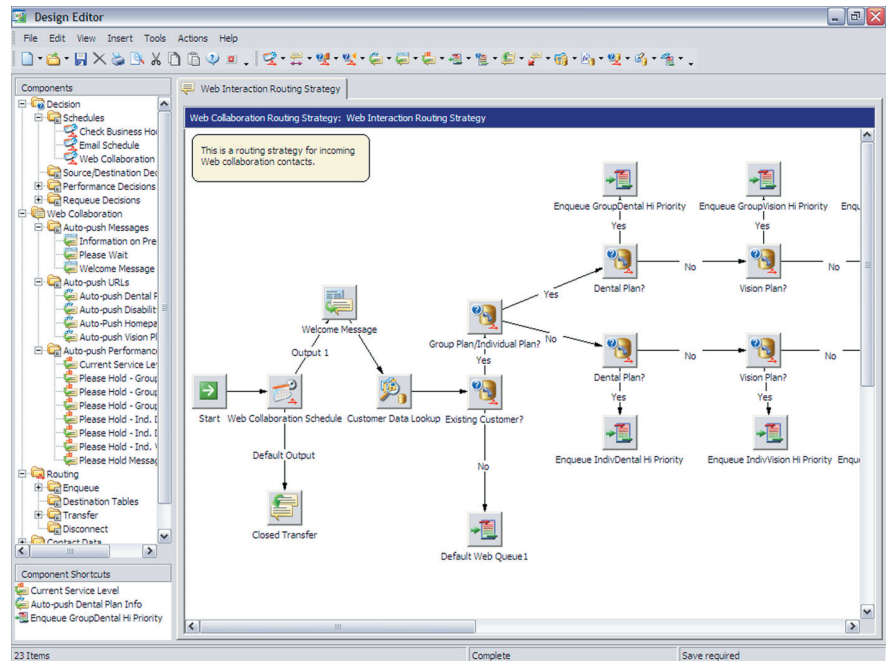 Design Editor
File Edit View Insert Tools Actions Help
Components
Decision
Schedules
Check Business Ho
Email Schedule
Web Collaboration
Source/Destination Dec
Performance Decisions
Requeue Decisions
Web Collaboration
Auto-push Messages
Information on Pre
Please Wait
Welcome Message
Auto-push URLs
Auto-push Dental P
Auto-push Disabilit
Auto-Push Homepa
Auto-push Vision Pl
Auto-push Performanc
Current Service Le
Please Hold - Group
Please Hold - Group
Please Hold - Group
Please Hold - Ind. D
Please Hold - Ind. D
Please Hold - Ind. V
Please Hold Messag
Routing
Enqueue
Destination Tables
Transfer
Disconnect
Contact Data
Component Shortcuts
Current Service Level
Auto-push Dental Plan Info
Enqueue GroupDental Hi Priority
Web Interaction Routing Strategy
Web Collaboration Routing Strategy: Web Interaction Routing Strategy
This is a routing strategy for incoming
Web collaboration contacts.
Enqueue GroupDental Hi Priority
Enqueue GroupVision Hi Priority
Enqu
Yes
Yes
Dental Plan?
No
Vision Plan?
No
Yes
Welcome Message
Group Plan/Individual Plan?
No
Output 1
Yes
Dental Plan?
No
Vision Plan?
No
Yes
Yes
Start
Web Collaboration Schedule
Customer Data Lookup
Existing Customer?
Default Output
No
Enqueue IndivDental Hi Priority
Enqueue IndivVision Hi Priority
Enque
Closed Transfer
Default Web Queue1
23 Items
Complete
Save required